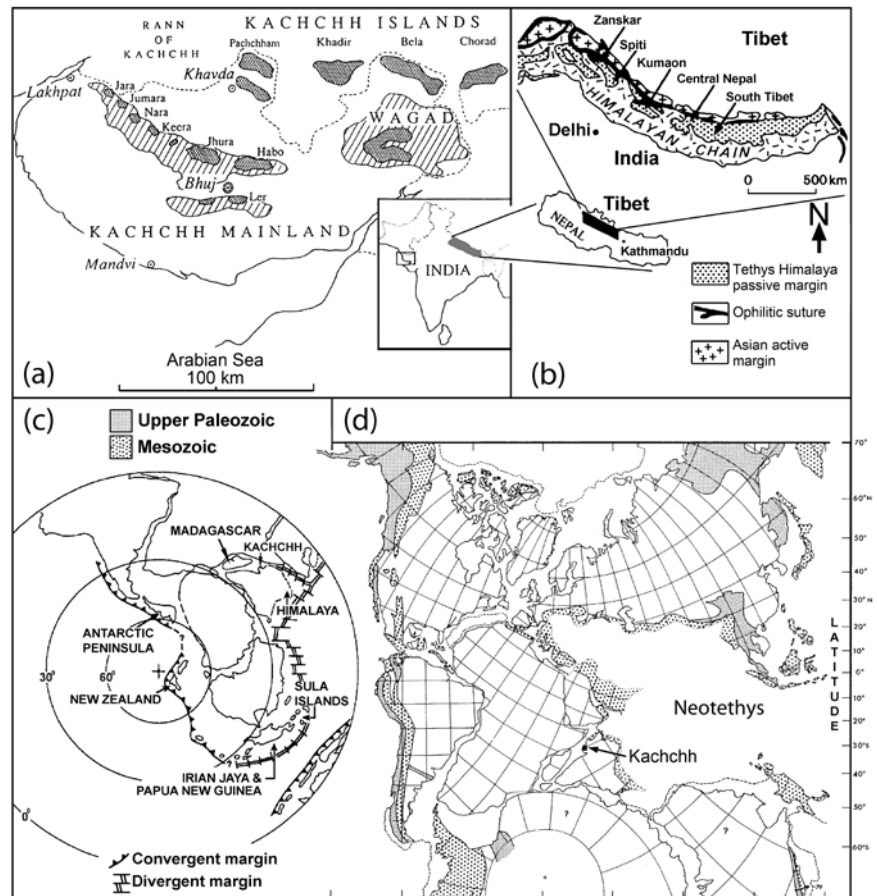 KACHCHH ISLANDS
RANN
OF
KACHCHH
Pachchham
Khadir
Bela
Chorad
Khavda
Lakhpat
Jara
Jumara
Nara
Keera
Jhura
Habo
WAGAD
Bhuj
Ler
KACHCHH MAINLAND
Mandvi
INDIA
Arabian Sea
100 km
(a)
Zanskar
Spiti
Tibet
Kumaon
Central Nepal
South Tibet
HIMALAYAN CHAIN
Delhi
India
0 500 km
Tibet
NEPAL
Kathmandu
N
Tethys Himalaya
passive margin
Ophilitic suture
Asian active
margin
(b)
(c)
Upper Paleozoic
Mesozoic
MADAGASCAR
KACHCHH
HIMALAYA
ANTARCTIC
PENINSULA
30°
60°
NEW ZEALAND
SULA
ISLANDS
?
?
IRIAN JAYA &
PAPUA NEW GUINEA
0°
Convergent margin
Divergent margin
(d)
70°
60°N
50°
40°
30°N
20°
10°
0°
10°
20°
30°S
40°
50°
60°S
LATITUDE
Neotethys
Kachchh
?
?